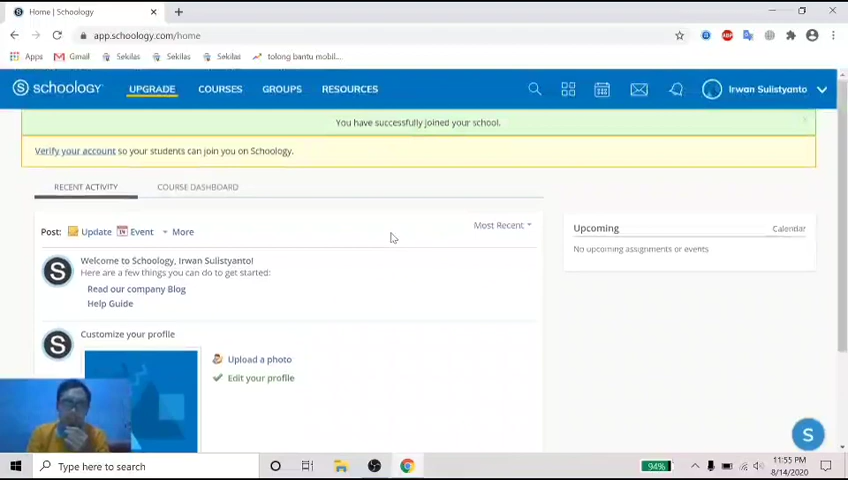 Home | Schoology
app.schoology.com/home
Apps Gmail Sekilas Sekilas Sekilas tolong bantu mobil...
schoology UPGRADE COURSES GROUPS RESOURCES Irwan Sulistyanto
You have successfully joined your school.
Verify your account so your students can join you on Schoology.
RECENT ACTIVITY COURSE DASHBOARD
Post: Update Event More Most Recent
Upcoming Calendar
No upcoming assignments or events
Welcome to Schoology, Irwan Sulistyanto!
Here are a few things you can do to get started:
Read our company Blog
Help Guide
Customize your profile
Upload a photo
Edit your profile
Type here to search
94%
11:55 PM
8/14/2020